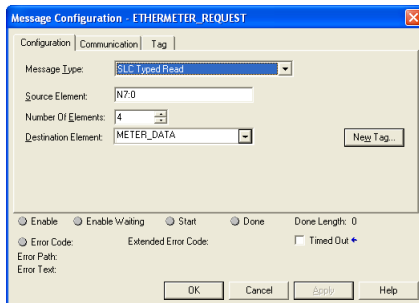 Message Configuration - ETHERMETER_REQUEST
Configuration Communication Tag
Message Type: SLC Typed Read
Source Element: N7:0
Number Of Elements: 4
Destination Element: METER_DATA New Tag...
Enable Enable Waiting Start Done Done Length: 0
Error Code: Extended Error Code: Timed Out
Error Path:
Error Text:
OK Cancel Apply Help